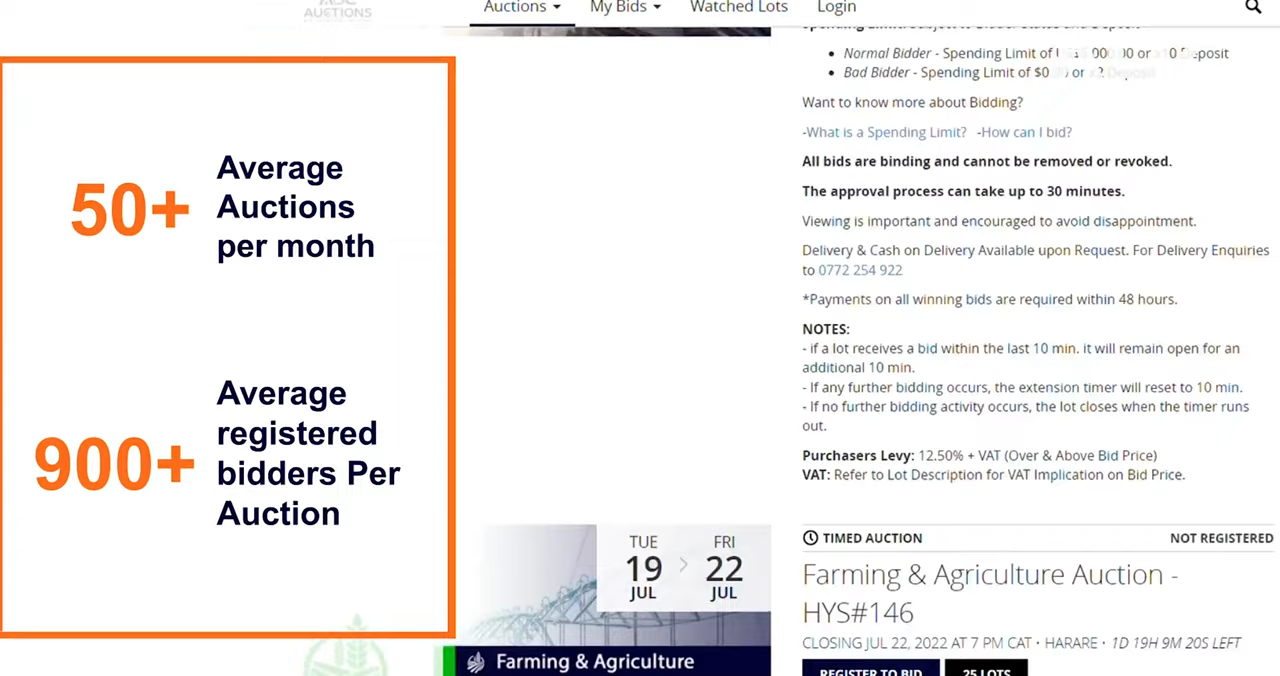 AUCTIONS
Auctions
My Bids
Watched Lots
Login
50+
Average
Auctions
per month
900+
Average
registered
bidders Per
Auction
Normal Bidder - Spending Limit of
Bad Bidder - Spending Limit of $0 or x2 Deposit
Want to know more about Bidding?
-What is a Spending Limit? -How can I bid?
All bids are binding and cannot be removed or revoked.
The approval process can take up to 30 minutes.
Viewing is important and encouraged to avoid disappointment.
Delivery & Cash on Delivery Available upon Request. For Delivery Enquiries
to 0772 254 922
*Payments on all winning bids are required within 48 hours.
NOTES:
- if a lot receives a bid within the last 10 min. it will remain open for an
additional 10 min.
- If any further bidding occurs, the extension timer will reset to 10 min.
- If no further bidding activity occurs, the lot closes when the timer runs
out.
Purchasers Levy: 12.50% + VAT (Over & Above Bid Price)
VAT: Refer to Lot Description for VAT Implication on Bid Price.
TUE
19
JUL
FRI
22
JUL
Farming & Agriculture
TIMED AUCTION
NOT REGISTERED
Farming & Agriculture Auction -
HYS#146
CLOSING JUL 22, 2022 AT 7 PM CAT • HARARE • 1D 19H 9M 20S LEFT
REGISTER TO BID
25 LOTS